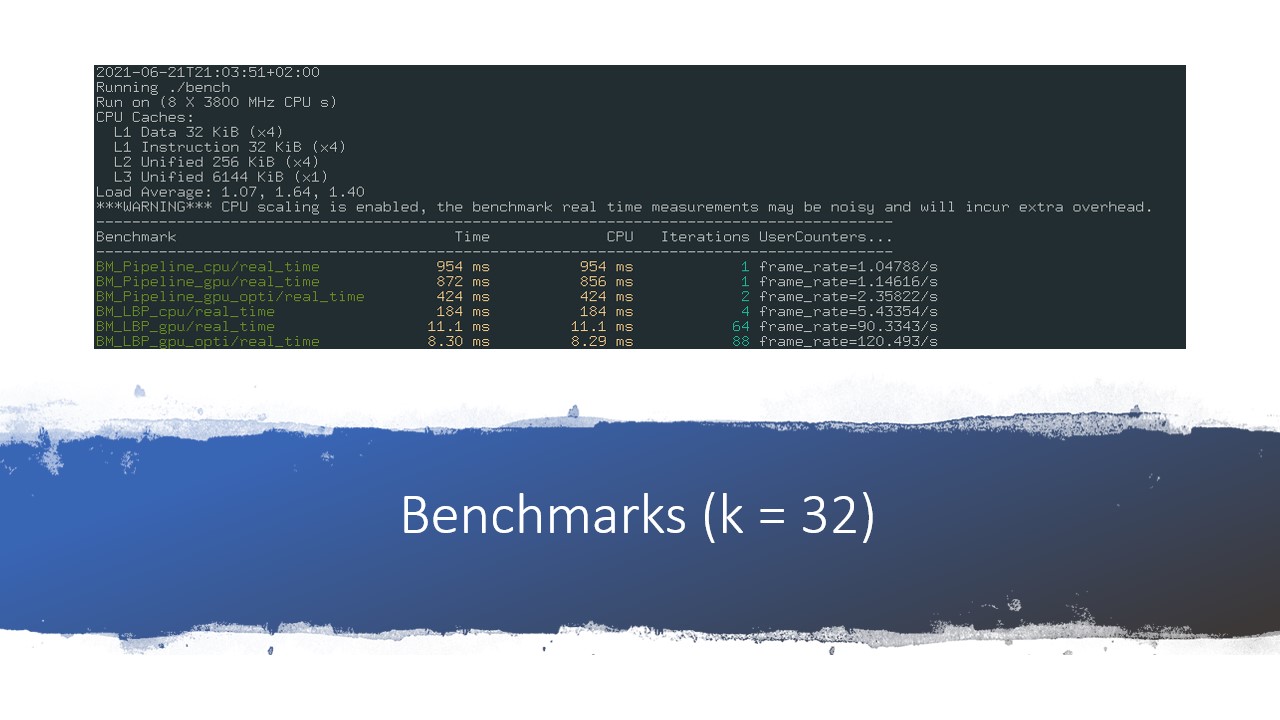 2021-06-21T21:03:51+02:00
Running ./bench
Run on (8 X 3800 MHz CPU s)
CPU Caches:
  L1 Data 32 KiB (x4)
  L1 Instruction 32 KiB (x4)
  L2 Unified 256 KiB (x4)
  L3 Unified 6144 KiB (x1)
Load Average: 1.07, 1.64, 1.40
***WARNING*** CPU scaling is enabled, the benchmark real time measurements may be noisy and will incur extra overhead.
Benchmark Time CPU Iterations UserCounters...
BM_Pipeline_cpu/real_time 954 ms 954 ms 1 frame_rate=1.04788/s
BM_Pipeline_gpu/real_time 872 ms 856 ms 1 frame_rate=1.14616/s
BM_Pipeline_gpu_opti/real_time 424 ms 424 ms 2 frame_rate=2.35822/s
BM_LBP_cpu/real_time 184 ms 184 ms 4 frame_rate=5.43354/s
BM_LBP_gpu/real_time 11.1 ms 11.1 ms 64 frame_rate=90.3343/s
BM_LBP_gpu_opti/real_time 8.30 ms 8.29 ms 88 frame_rate=120.493/s
Benchmarks (k = 32)